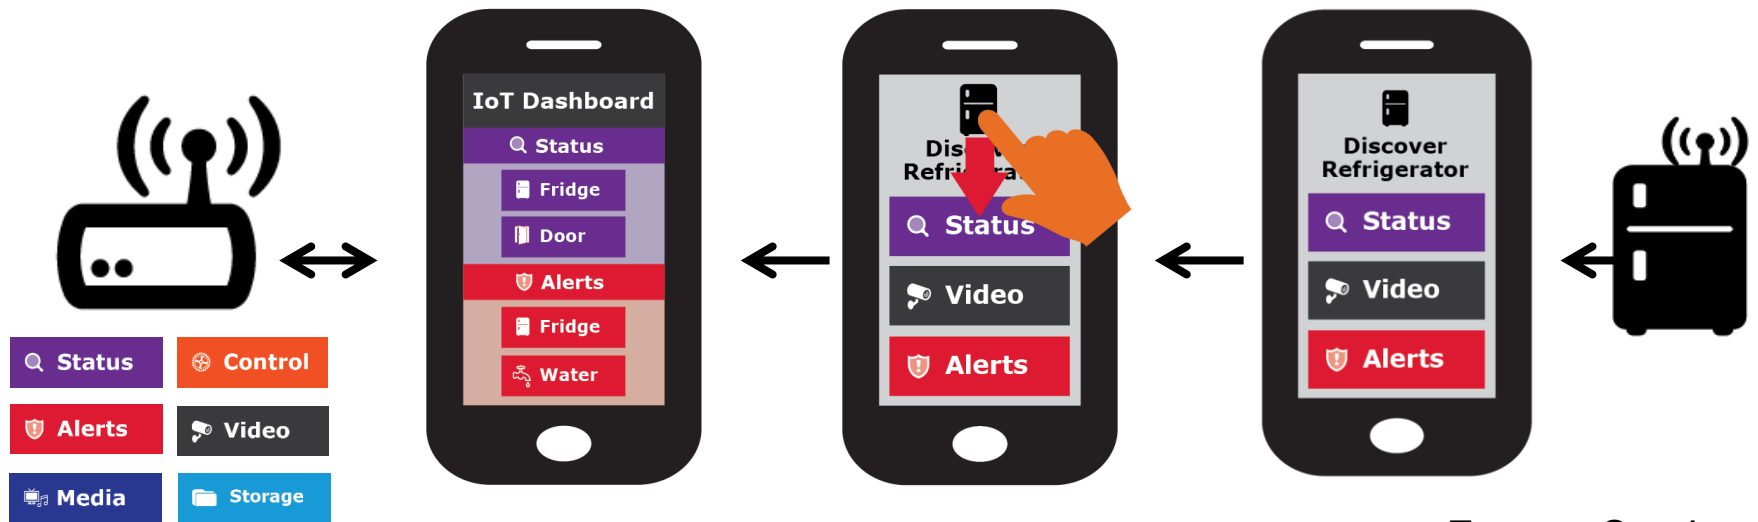 IoT Dashboard
Status
Fridge
Door
Alerts
Fridge
Water
Status
Control
Alerts
Video
Media
Storage
Status
Video
Alerts
Discover
Refrigerator
Status
Video
Alerts